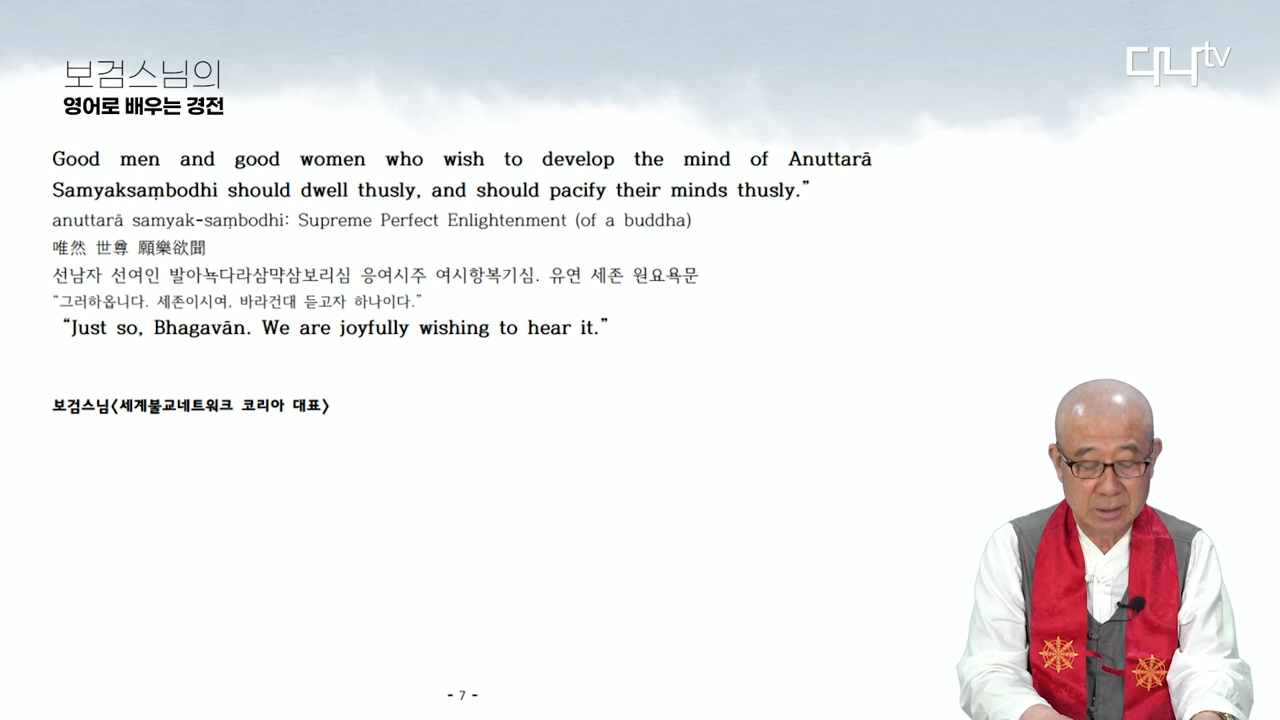 보검스님의
영어로 배우는 경전
다나tv
Good men and good women who wish to develop the mind of Anuttarā
Samyaksaṃbodhi should dwell thusly, and should pacify their minds thusly.”
anuttarā samyak-saṃbodhi: Supreme Perfect Enlightenment (of a buddha)
唯然 世尊 願樂欲聞
선남자 선여인 발아뇩다라삼먁삼보리심 응여시주 여시항복기심. 유연 세존 원요욕문
“그러하옵니다. 세존이시여, 바라건대 듣고자 하나이다.”
“Just so, Bhagavān. We are joyfully wishing to hear it.”
보검스님<세계불교네트워크 코리아 대표>
- 7 -